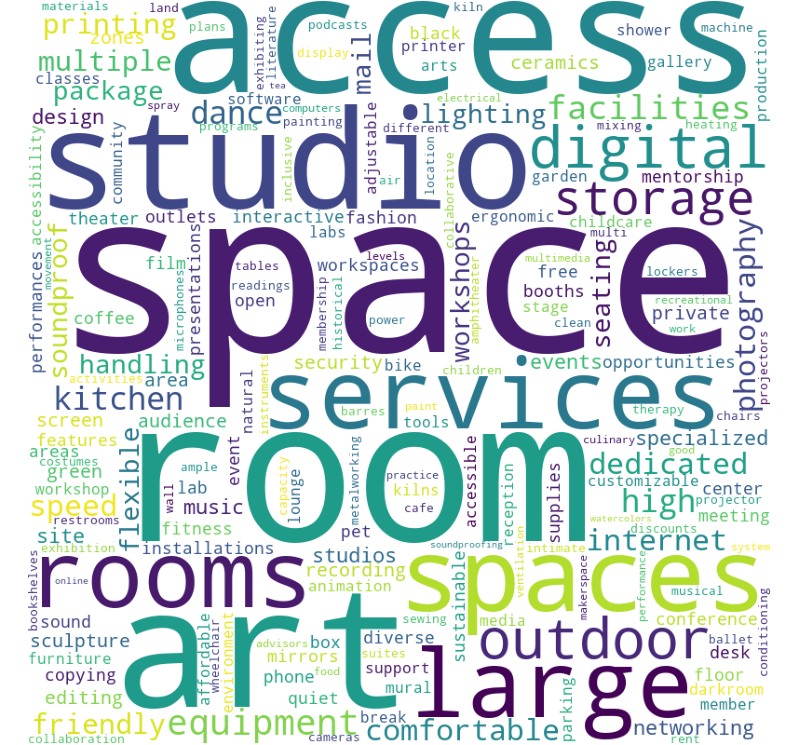 materials
land
plans
podcasts
kiln
machine
printing
zones
access
exhibiting
literature
display
mail
black
printer
shower
arts
ceramics
gallery
production
multiple
classes
package
spray
tea
software
computers
electrical
design
dance
programs
painting
different
lighting
facilities
mixing
heating
community
studio
inclusive
adjustable
air
location
collaborative
digital
garden
mentorship
accessibility
storage
theater
outlets
interactive
fashion
ergonomic
childcare
labs
multi
movement
film
soundproof
performances
microphones
presentations
space
tables
readings
open
levels
workspaces
membership
historical
power
workshops
amphitheater
multimedia
free
booths
stage
clean
seating
lockers
private
recreational
work
photography
projectors
coffee
handling
security
bike
children
events
opportunities
activities
area
kitchen
natural
instruments
services
barres
paint
tools
therapy
chairs
screen
features
audience
culinary
specialized
areas
costumes
green
workshop
flexible
ample
room
event
lounge
capacity
metalworking
practice
kilns
cafe
accessible
reception
supplies
good
dedicated
customizable
center
projector
speed
lab
wall
music
high
meeting
restrooms
site
fitness
pet
watercolors
discounts
internet
exhibition
installations
studios
soundproofing
intimate
system
bookshelves
online
rooms
recording
animation
sustainable
ventilation
makerspace
spaces
performance
musical
conditioning
sound
sewing
media
conference
sculpture
affordable
wheelchair
environment
art
advisors
box
diverse
outdoor
ballet
desk
furniture
copying
mirrors
suites
phone
food
support
large
floor
darkroom
editing
quiet
mural
parking
member
friendly
equipment
break
comfortable
networking
collaboration
cameras
rent